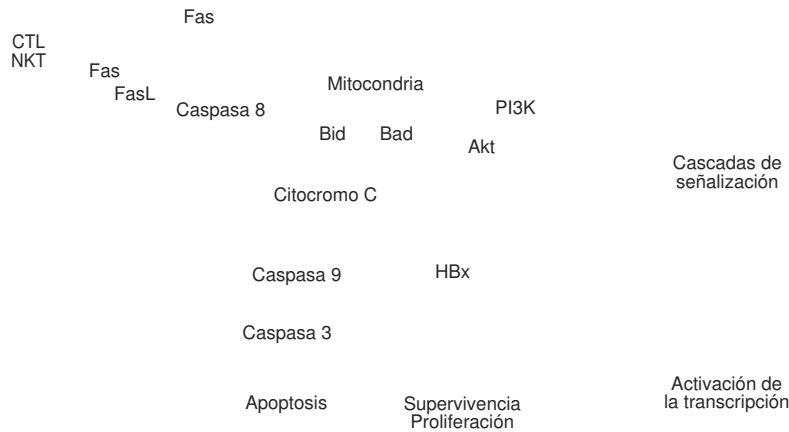 Fas
CTL
NKT
Fas
FasL
Mitocondria
Caspasa 8
PI3K
Bid
Bad
Akt
Cascadas de
señalización
Citocromo C
Caspasa 9
HBx
Caspasa 3
Apoptosis
Supervivencia
Proliferación
Activación de
la transcripción